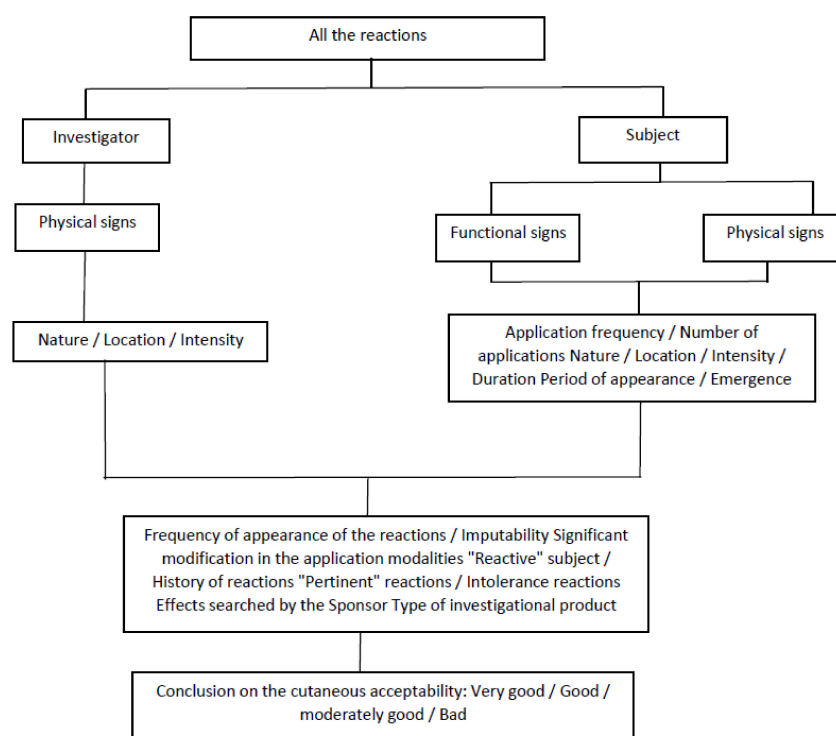 All the reactions
Investigator
Subject
Physical signs
Functional signs
Physical signs
Nature / Location / Intensity
Application frequency / Number of
applications Nature / Location / Intensity /
Duration Period of appearance / Emergence
Frequency of appearance of the reactions / Imputability Significant
modification in the application modalities "Reactive" subject /
History of reactions "Pertinent" reactions / Intolerance reactions
Effects searched by the Sponsor Type of investigational product
Conclusion on the cutaneous acceptability: Very good / Good /
moderately good / Bad